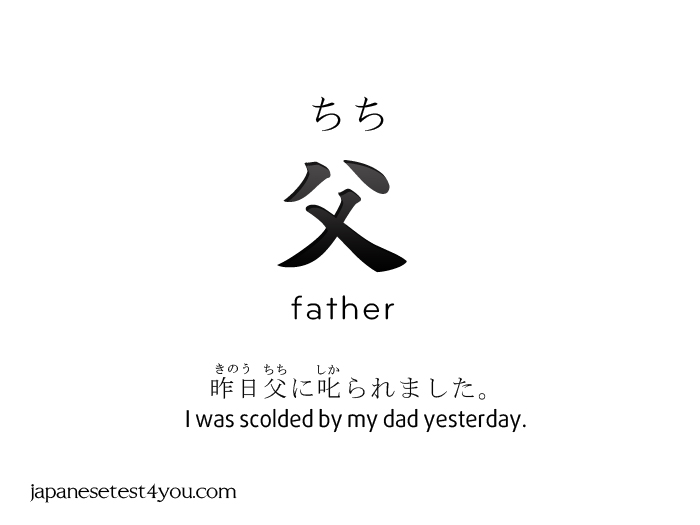 ちち
父
father
きのう ちち しか
昨日父に叱られました。
I was scolded by my dad yesterday.
japanesetest4you.com